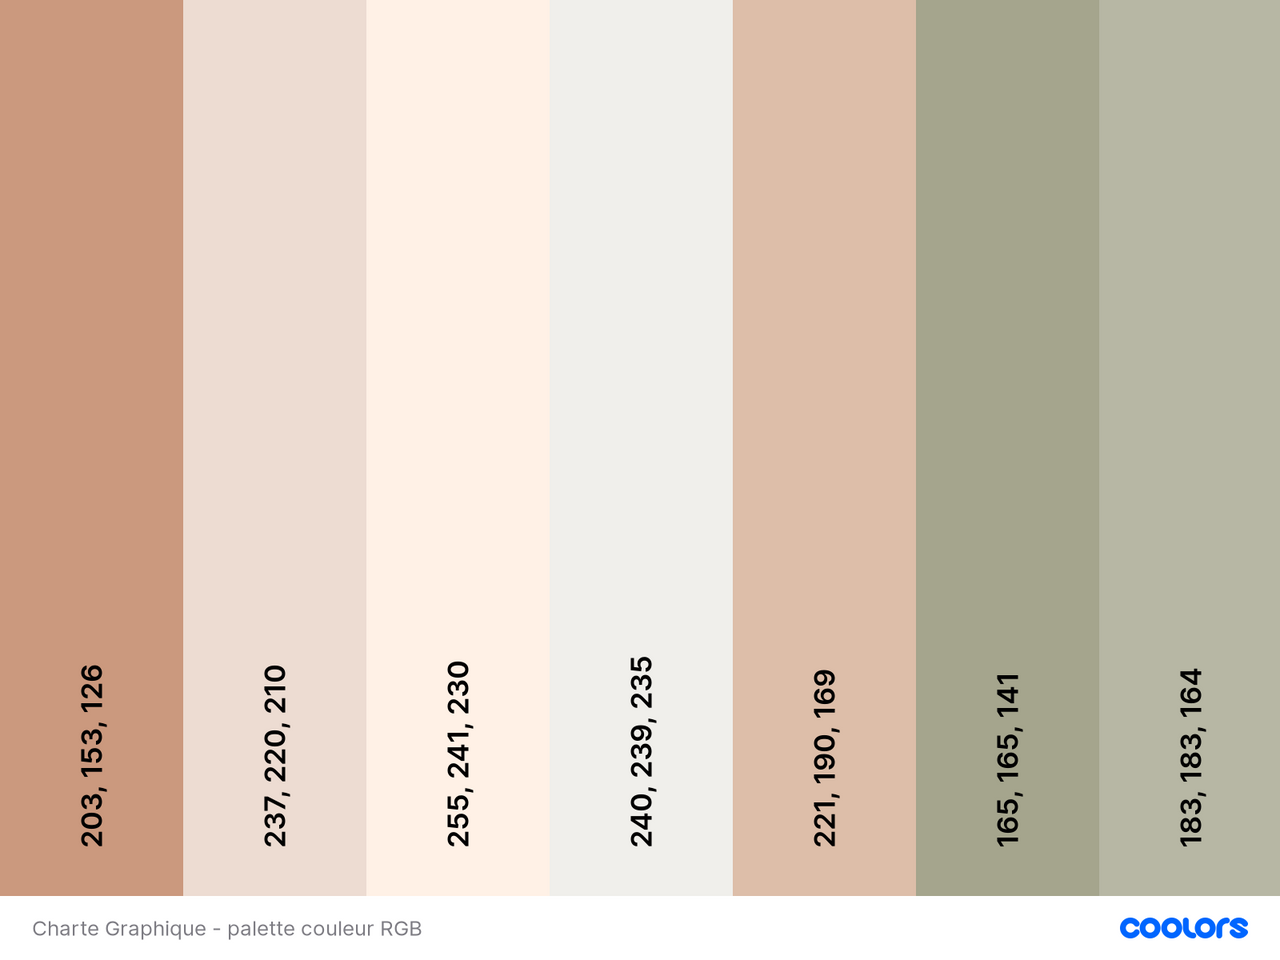 203, 153, 126
237, 220, 210
255, 241, 230
240, 239, 235
221, 190, 169
165, 165, 141
183, 183, 164
Charte Graphique - palette couleur RGB
coolors